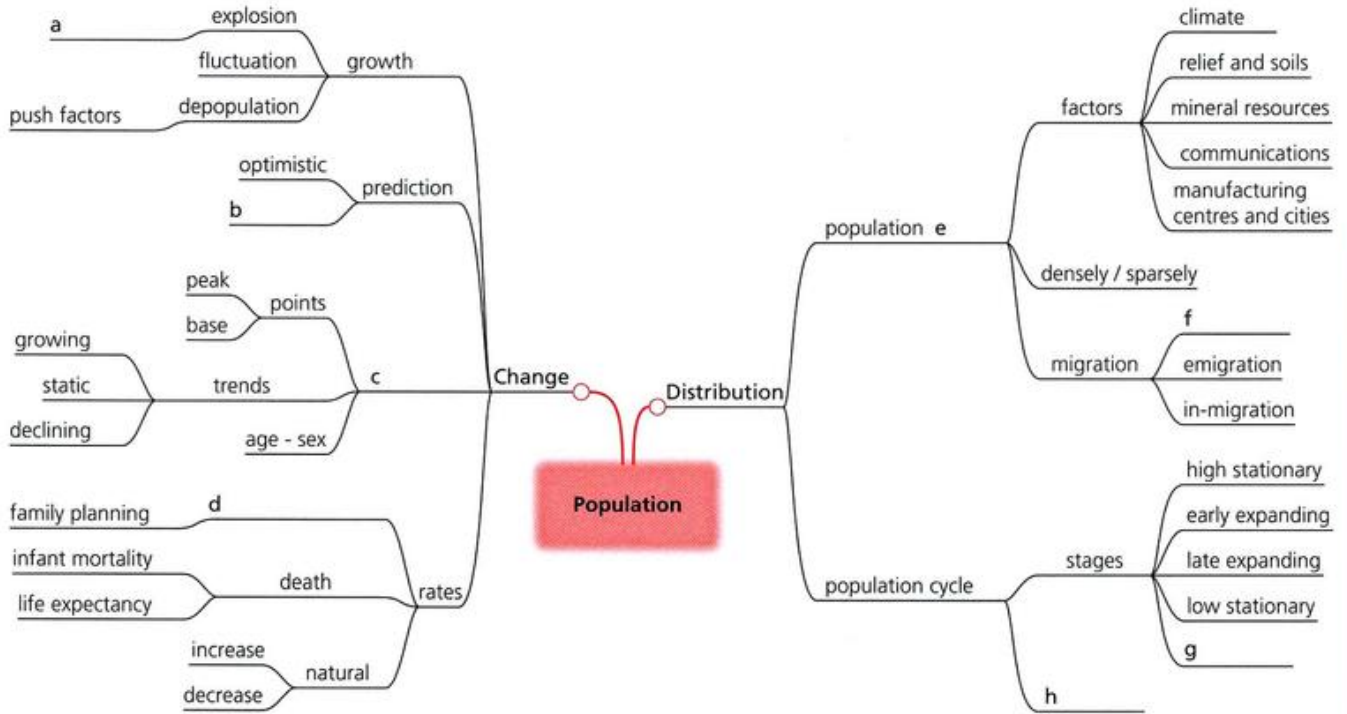 a
explosion
fluctuation
growth
push factors
depopulation
optimistic
prediction
b
peak
points
base
growing
static
trends
c
declining
age - sex
Change
family planning
d
infant mortality
death
life expectancy
rates
increase
natural
decrease
Population
Distribution
population e
factors
climate
relief and soils
mineral resources
communications
manufacturing
centres and cities
densely / sparsely
migration
f
emigration
in-migration
population cycle
stages
high stationary
early expanding
late expanding
low stationary
g
h